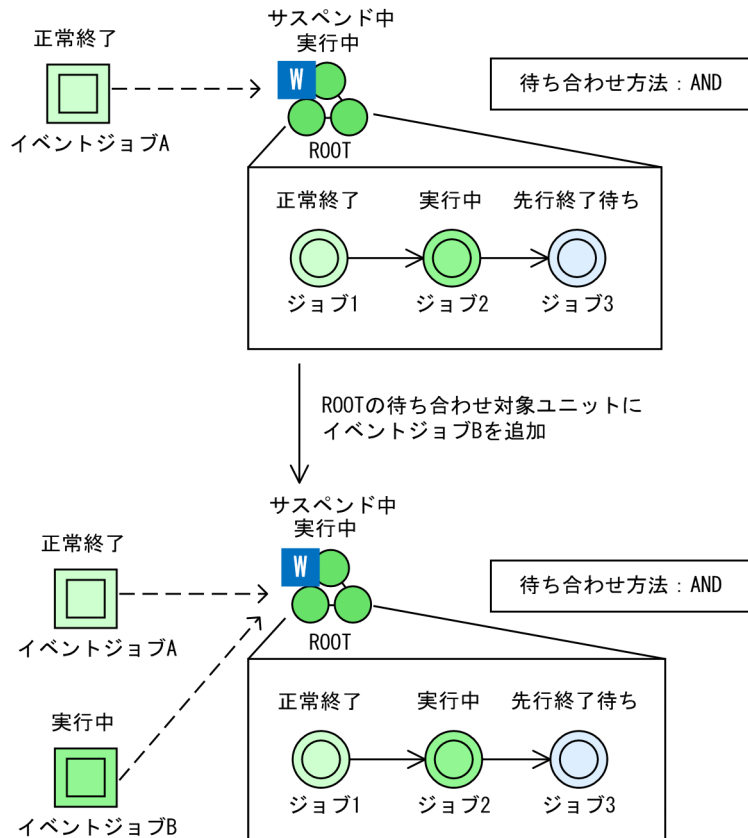 サスペンド中
実行中
正常終了
待ち合わせ方法：AND
W
イベントジョブA
ROOT
正常終了 実行中 先行終了待ち
ジョブ1 ジョブ2 ジョブ3
ROOTの待ち合わせ対象ユニットに
イベントジョブBを追加
サスペンド中
実行中
正常終了
待ち合わせ方法：AND
W
イベントジョブA
ROOT
正常終了 実行中 先行終了待ち
実行中
ジョブ1 ジョブ2 ジョブ3
イベントジョブB